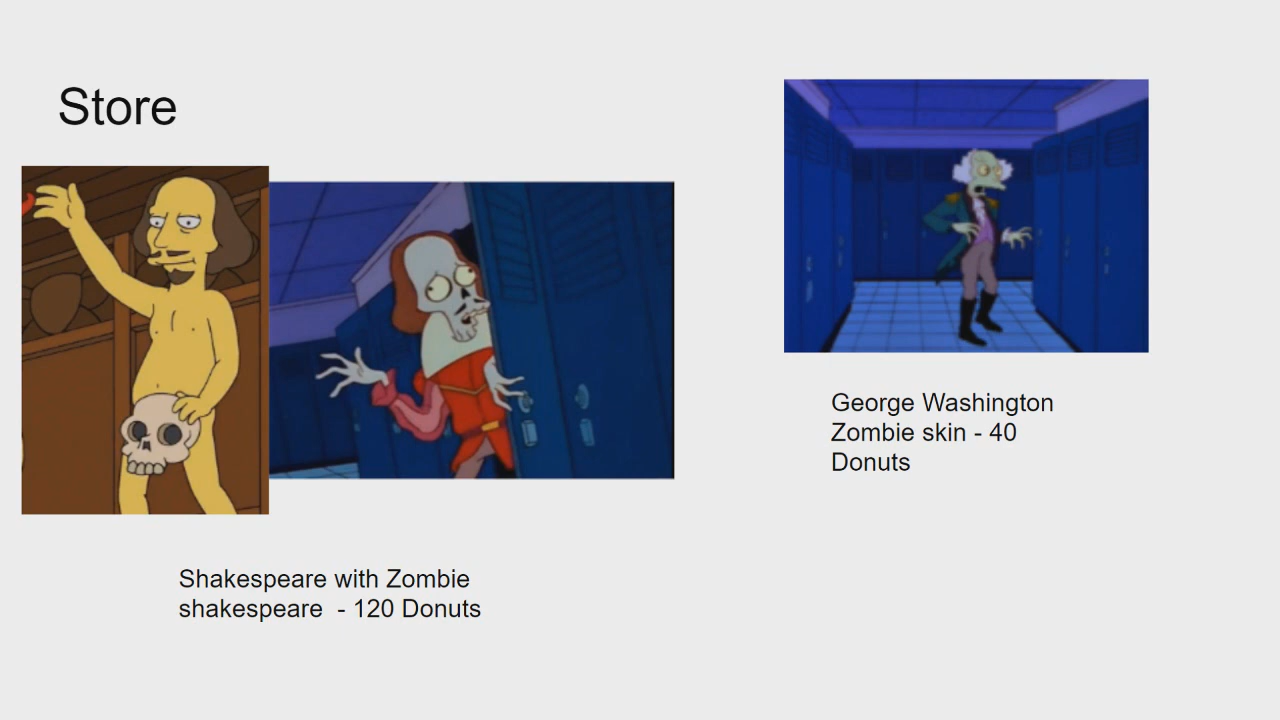 Store
George Washington
Zombie skin - 40
Donuts
Shakespeare with Zombie
shakespeare  - 120 Donuts